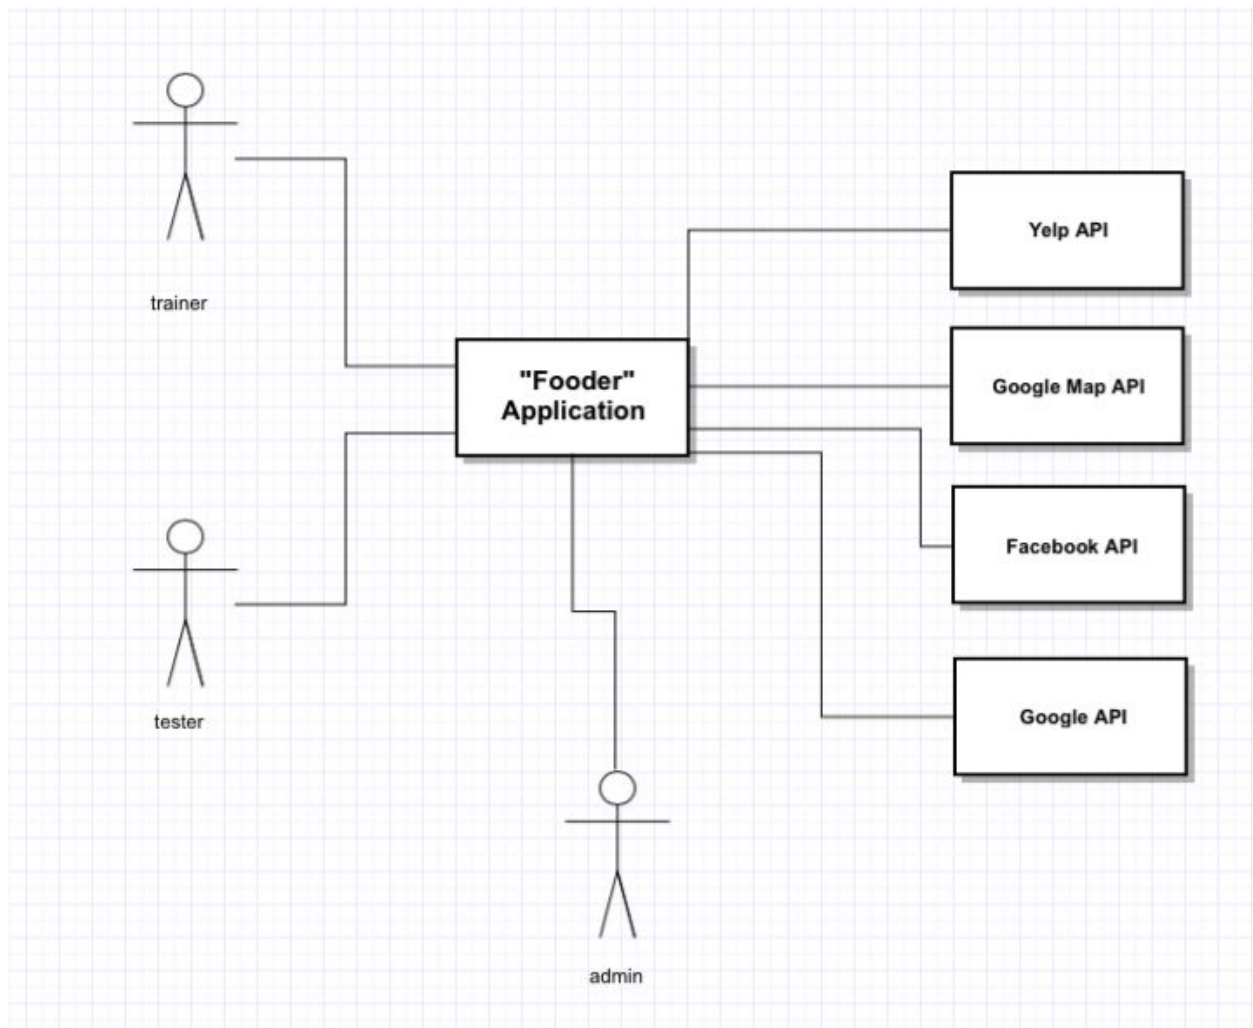 trainer
Yelp API
"Fooder"
Application
Google Map API
Facebook API
tester
Google API
admin